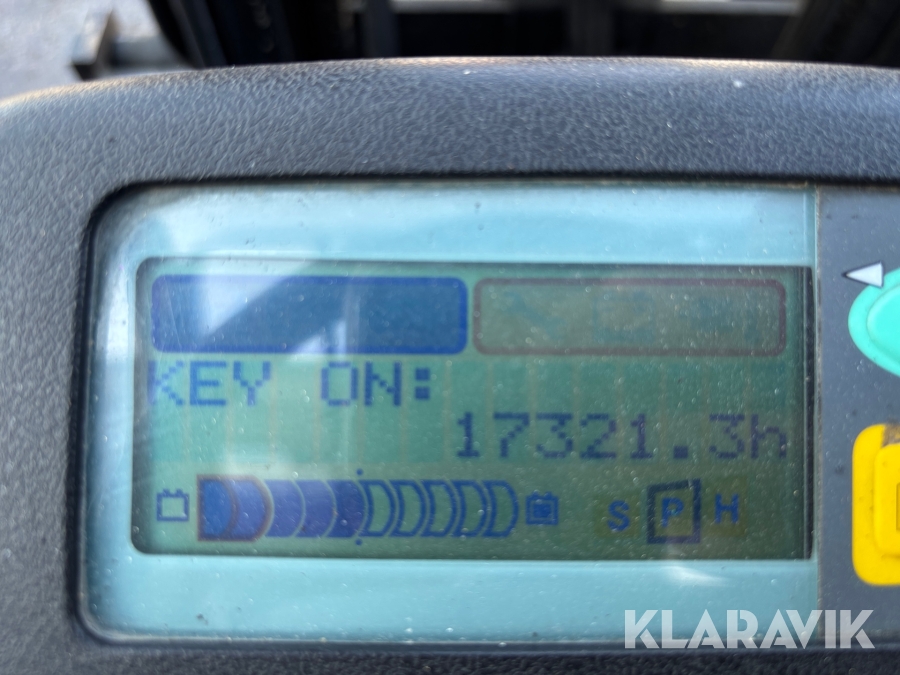 KEY ON:
17321.3h
S P H
KLARAVIK